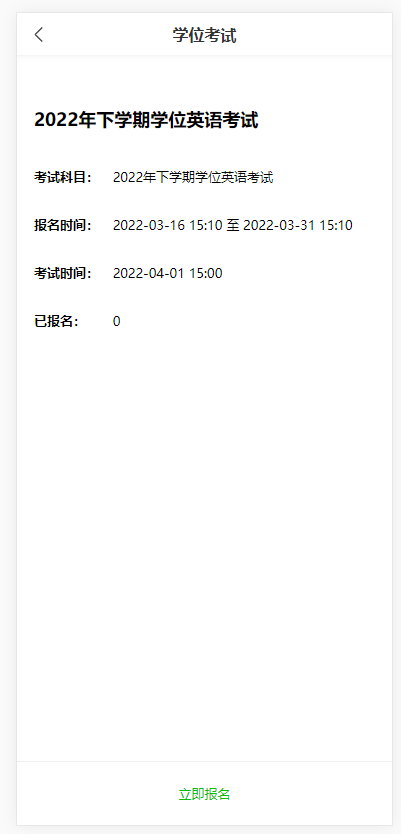 学位考试
2022年下学期学位英语考试
考试科目： 2022年下学期学位英语考试
报名时间： 2022-03-16 15:10 至 2022-03-31 15:10
考试时间： 2022-04-01 15:00
已报名： 0
立即报名